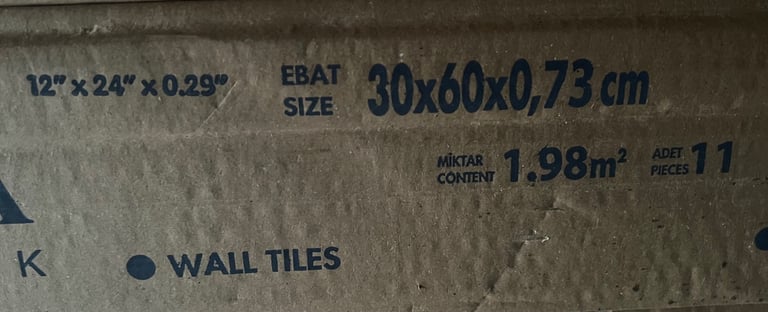 12" x 24" x 0.29" EBAT SIZE 30x60x0,73 cm
MİKTAR CONTENT 1.98m² ADET PIECES 11
K
● WALL TILES